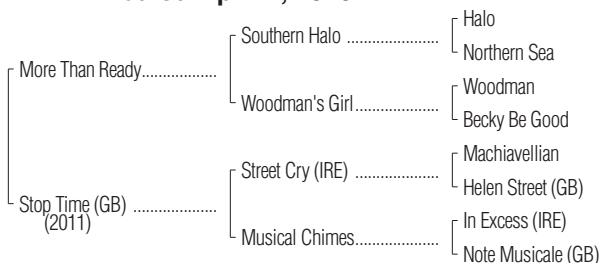 Halo
Southern Halo ...................
Northern Sea
More Than Ready.................
Woodman
Woodman's Girl...................
Becky Be Good
Machiavellian
Street Cry (IRE) ...................
Helen Street (GB)
Stop Time (GB) ...................
(2011)
In Excess (IRE)
Musical Chimes...................
Note Musicale (GB)